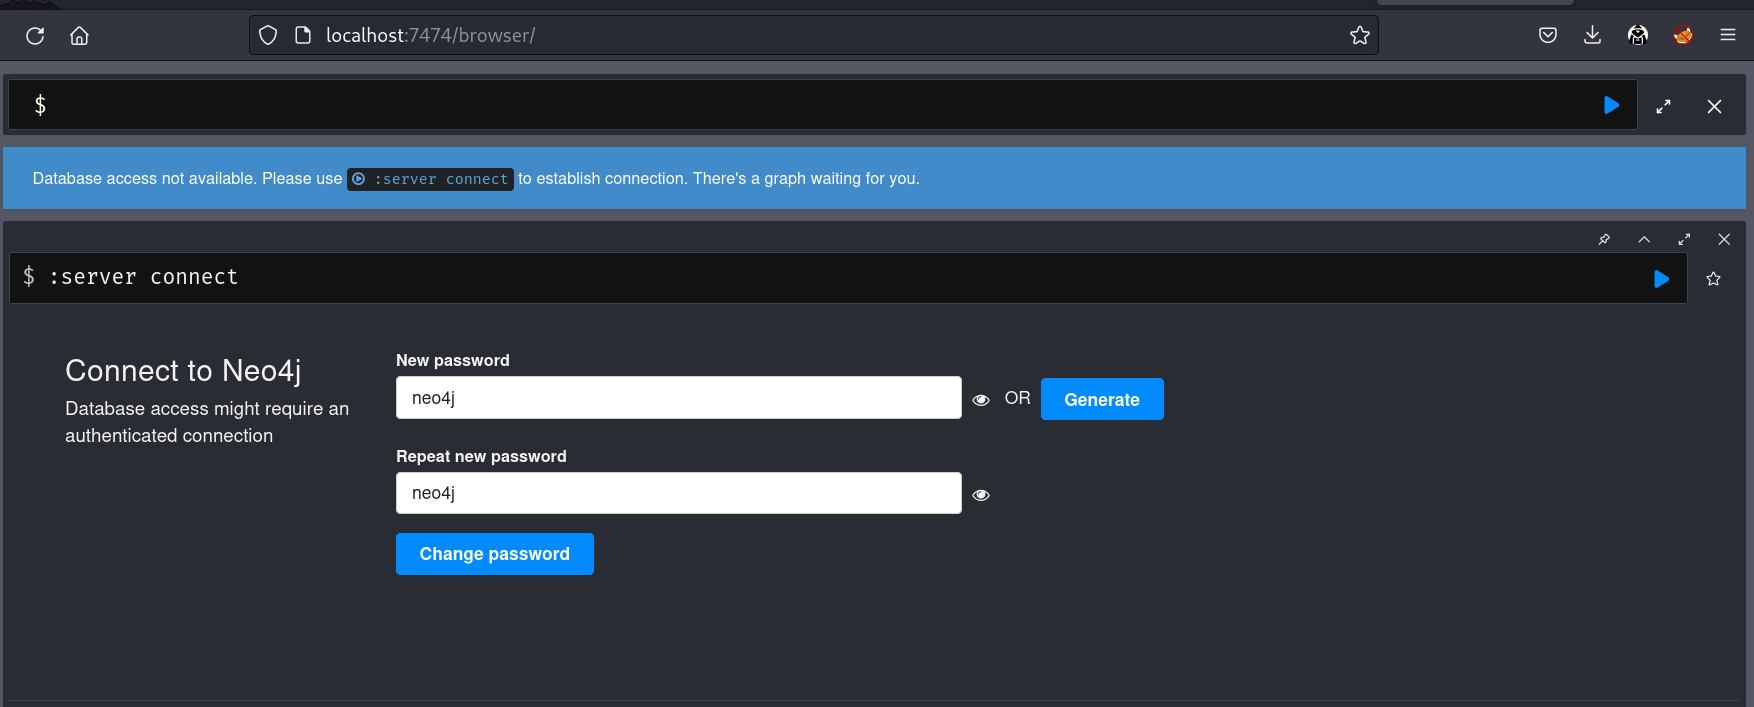 localhost:7474/browser/
$
Database access not available. Please use :server connect to establish connection. There's a graph waiting for you.
$ :server connect
Connect to Neo4j
Database access might require an
authenticated connection
New password
neo4j
OR
Generate
Repeat new password
neo4j
Change password